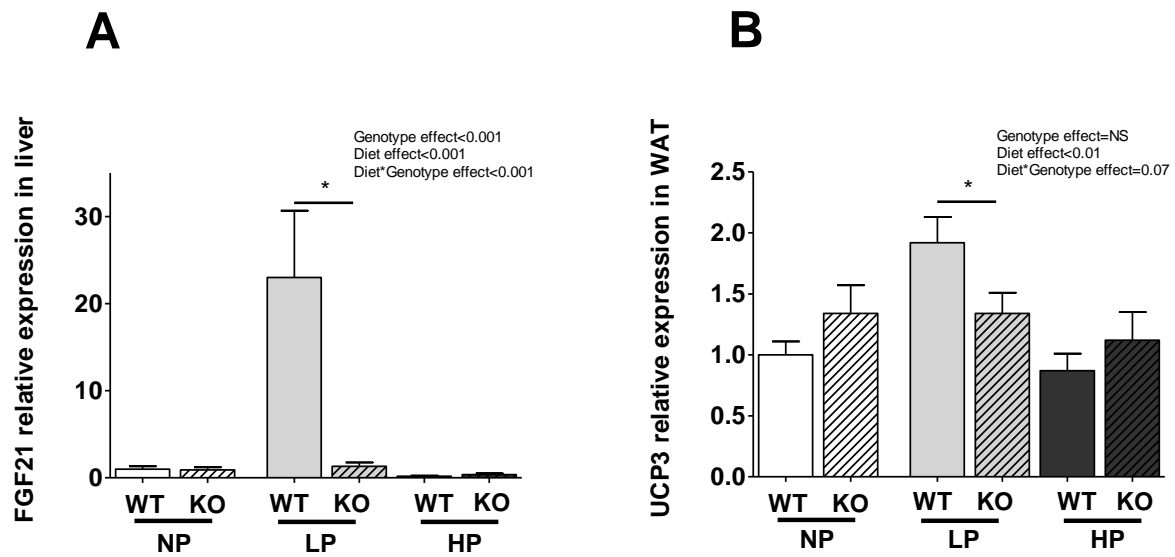 A
FGF21 relative expression in liver
Genotype effect<0.001
Diet effect<0.001
Diet*Genotype effect<0.001
*
30
20
10
0
WT KO WT KO WT KO
NP LP HP
B
UCP3 relative expression in WAT
Genotype effect=NS
Diet effect<0.01
Diet*Genotype effect=0.07
*
2.5
2.0
1.5
1.0
0.5
0.0
WT KO WT KO WT KO
NP LP HP